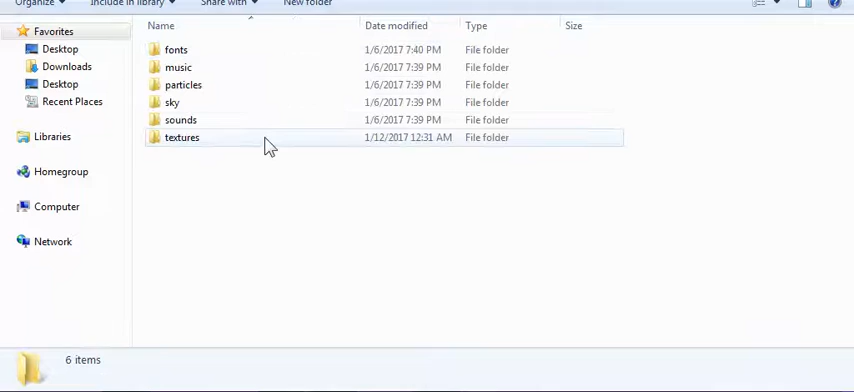 Organize Include in library Share with New folder
Name Date modified Type Size
Favorites
Desktop
Downloads
Desktop
Recent Places
Libraries
Homegroup
Computer
Network
fonts 1/6/2017 7:40 PM File folder
music 1/6/2017 7:39 PM File folder
particles 1/6/2017 7:39 PM File folder
sky 1/6/2017 7:39 PM File folder
sounds 1/6/2017 7:39 PM File folder
textures 1/12/2017 12:31 AM File folder
6 items